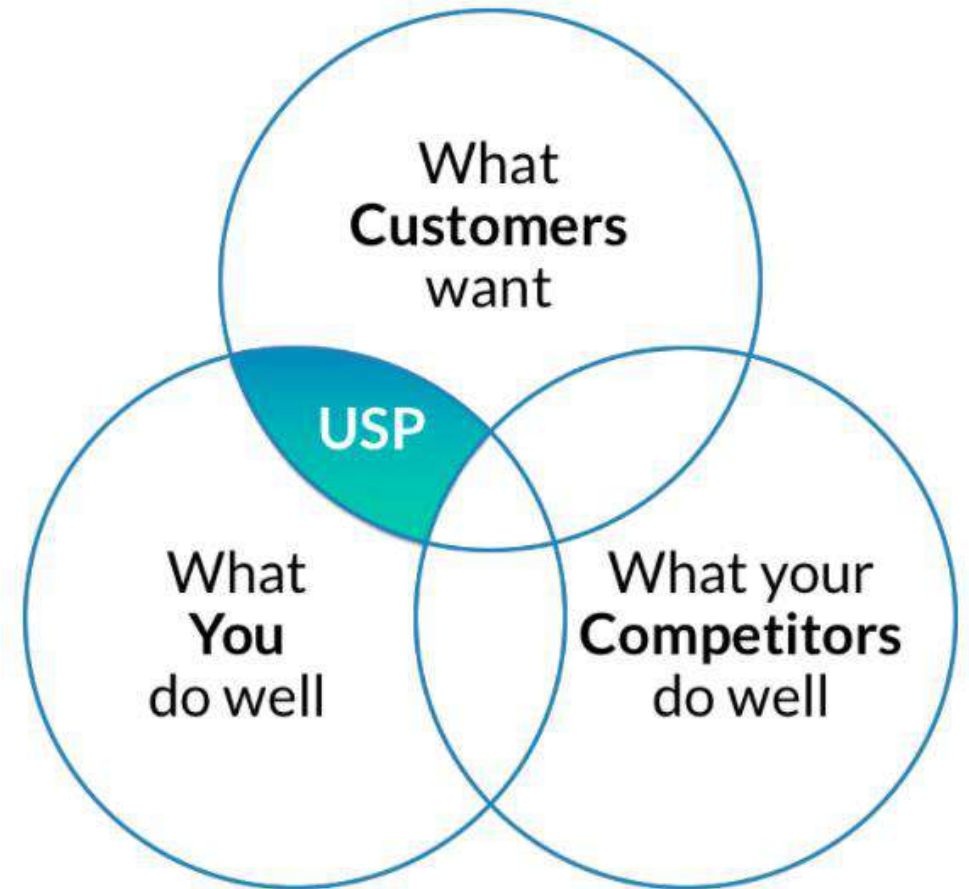 What
Customers
want
USP
What
You
do well
What your
Competitors
do well